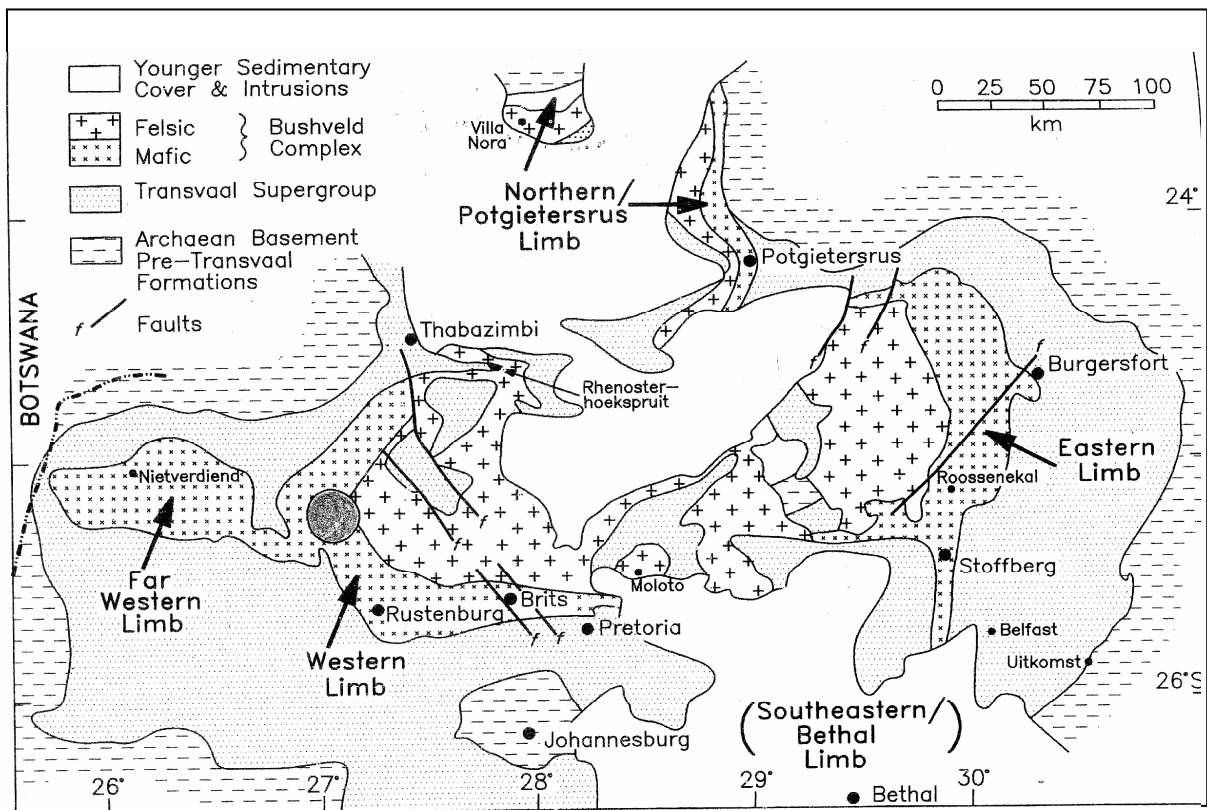 Younger Sedimentary
Cover & Intrusions
Felsic
Mafic
Bushveld
Complex
Transvaal Supergroup
Archaean Basement
Pre-Transvaal
Formations
f
Faults
0 25 50 75 100
km
Villa
Nora
Northern/
Potgietersrus
Limb
24°
Potgietersrus
BOTSWANA
Thabazimbi
Rhenoster-
hoekspruit
f
f
f
Burgersfort
Eastern
Limb
Nietverdiend
Roossenekal
f
f
Far
Western
Limb
Moloto
Stoffberg
Rustenburg
Brits
f
f
Pretoria
Belfast
Uitkomst
Western
Limb
26°S
(Southeastern/
Bethal
Limb)
Johannesburg
26° 27° 28° 29° 30°
Bethal